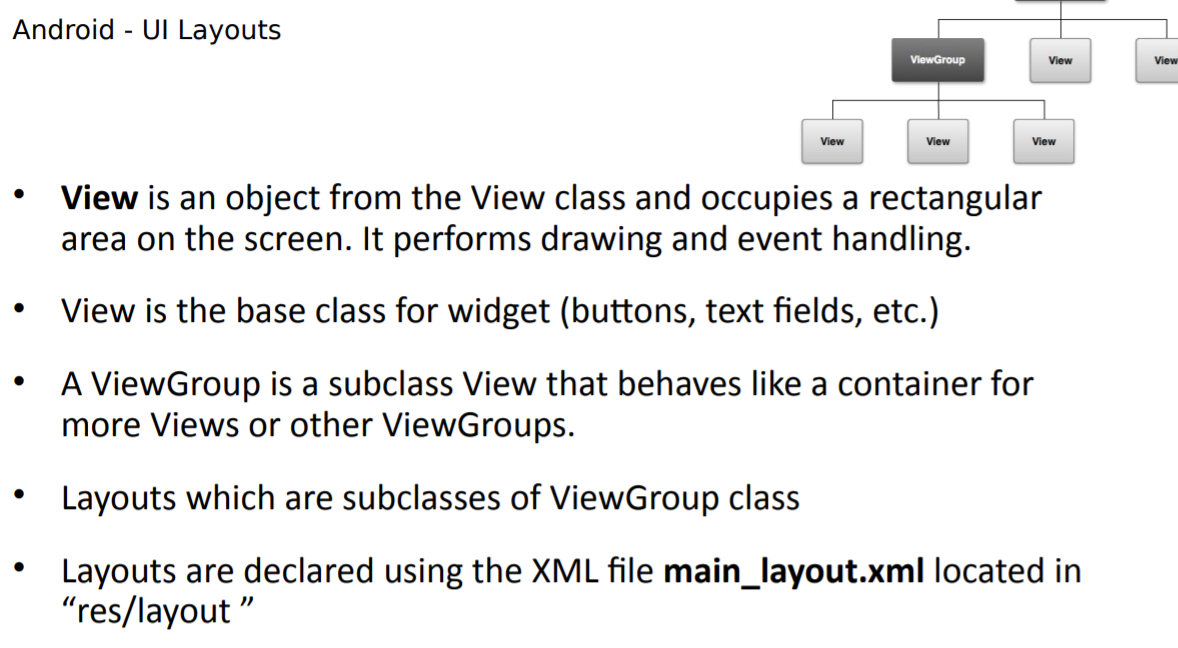 Android - UI Layouts
ViewGroup
View
View
View
View
View
• View is an object from the View class and occupies a rectangular
area on the screen. It performs drawing and event handling.
• View is the base class for widget (buttons, text fields, etc.)
• A ViewGroup is a subclass View that behaves like a container for
more Views or other ViewGroups.
• Layouts which are subclasses of ViewGroup class
• Layouts are declared using the XML file main_layout.xml located in
“res/layout ”